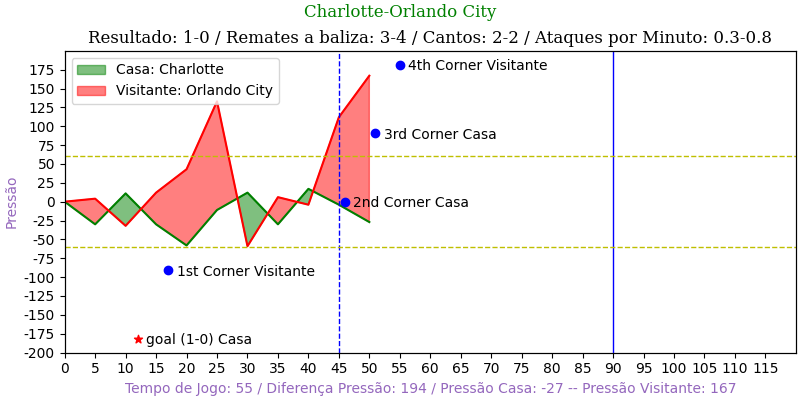 Charlotte-Orlando City
Resultado: 1-0 / Remates a baliza: 3-4 / Cantos: 2-2 / Ataques por Minuto: 0.3-0.8
Casa: Charlotte
Visitante: Orlando City
4th Corner Visitante
3rd Corner Casa
2nd Corner Casa
1st Corner Visitante
goal (1-0) Casa
Pressão
175
150
125
100
75
50
25
0
-25
-50
-75
-100
-125
-150
-175
-200
0 5 10 15 20 25 30 35 40 45 50 55 60 65 70 75 80 85 90 95 100 105 110 115
Tempo de Jogo: 55 / Diferença Pressão: 194 / Pressão Casa: -27 -- Pressão Visitante: 167